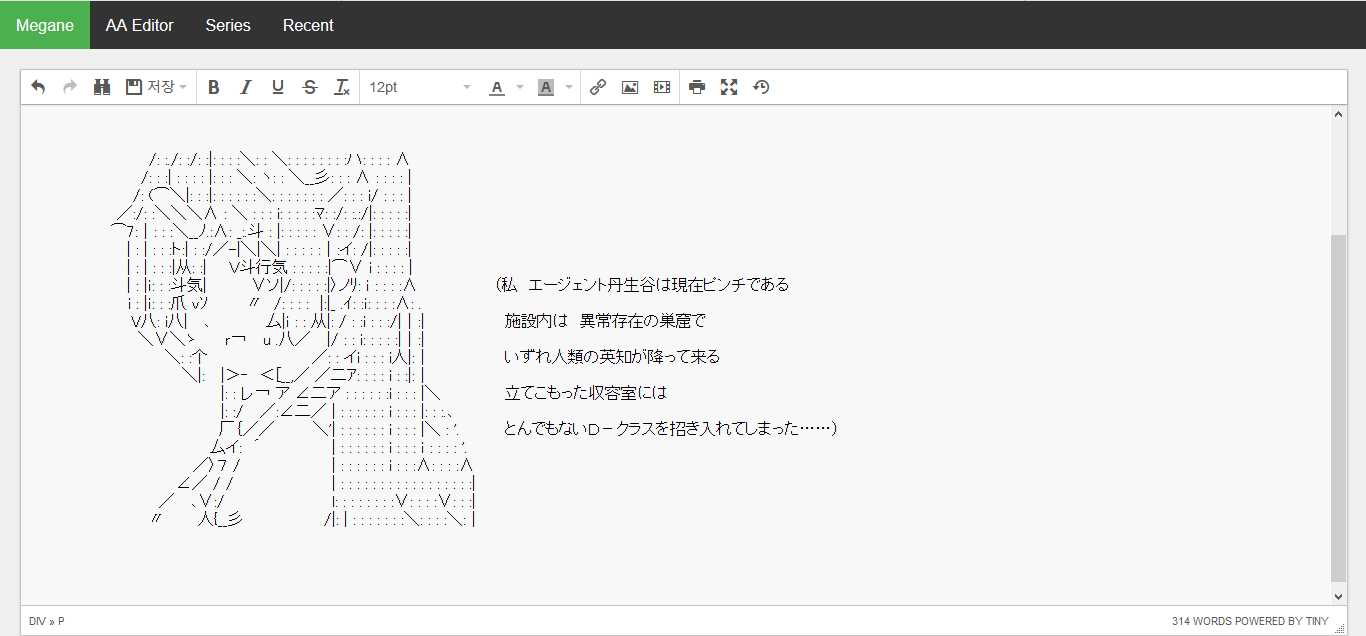 Megane AA Editor Series Recent
저장 B I U S Tx 12pt A A
(私　エージェント丹生谷は現在ピンチである
施設内は　異常存在の巣窟で
いずれ人類の英知が降って来る
立てこもった収容室には
とんでもないD－クラスを招き入れてしまった……)
DIV » P
314 WORDS POWERED BY TINY